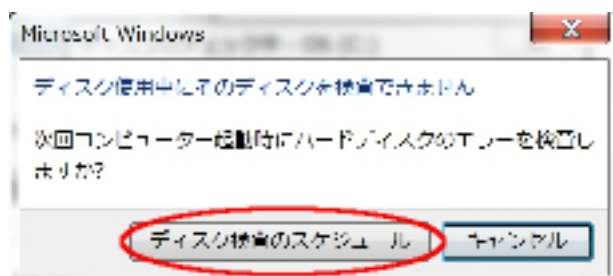 Microsoft Windows
ディスク使用中にそのディスクを検査できません
次回コンピューター起動時にハードディスクのエラーを検査し
ますか?
ディスク検査のスケジュール
キャンセル